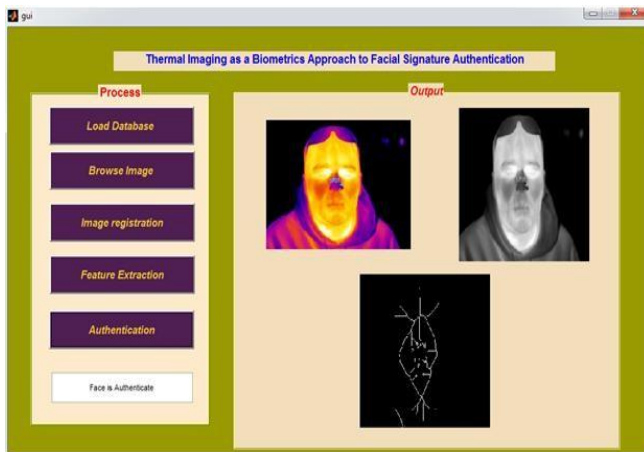 gui
Thermal Imaging as a Biometrics Approach to Facial Signature Authentication
Process
Load Database
Browse Image
Image registration
Feature Extraction
Authentication
Face is Authenticate
Output